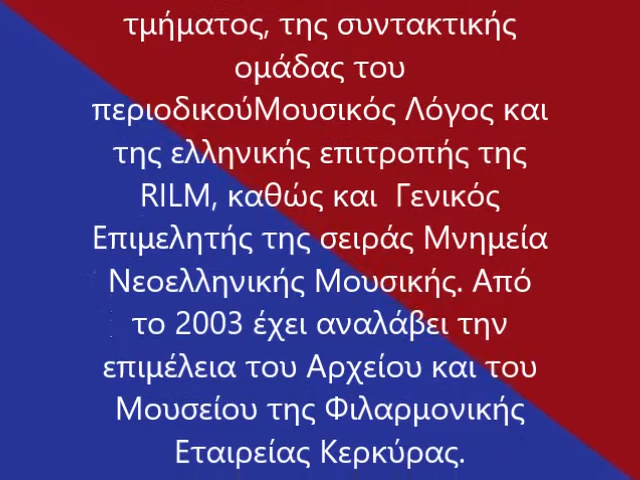 τμήματος, της συντακτικής
ομάδας του
περιοδικούΜουσικός Λόγος και
της ελληνικής επιτροπής της
RILM, καθώς και  Γενικός
Επιμελητής της σειράς Μνημεία
Νεοελληνικής Μουσικής. Από
το 2003 έχει αναλάβει την
επιμέλεια του Αρχείου και του
Μουσείου της Φιλαρμονικής
Εταιρείας Κερκύρας.